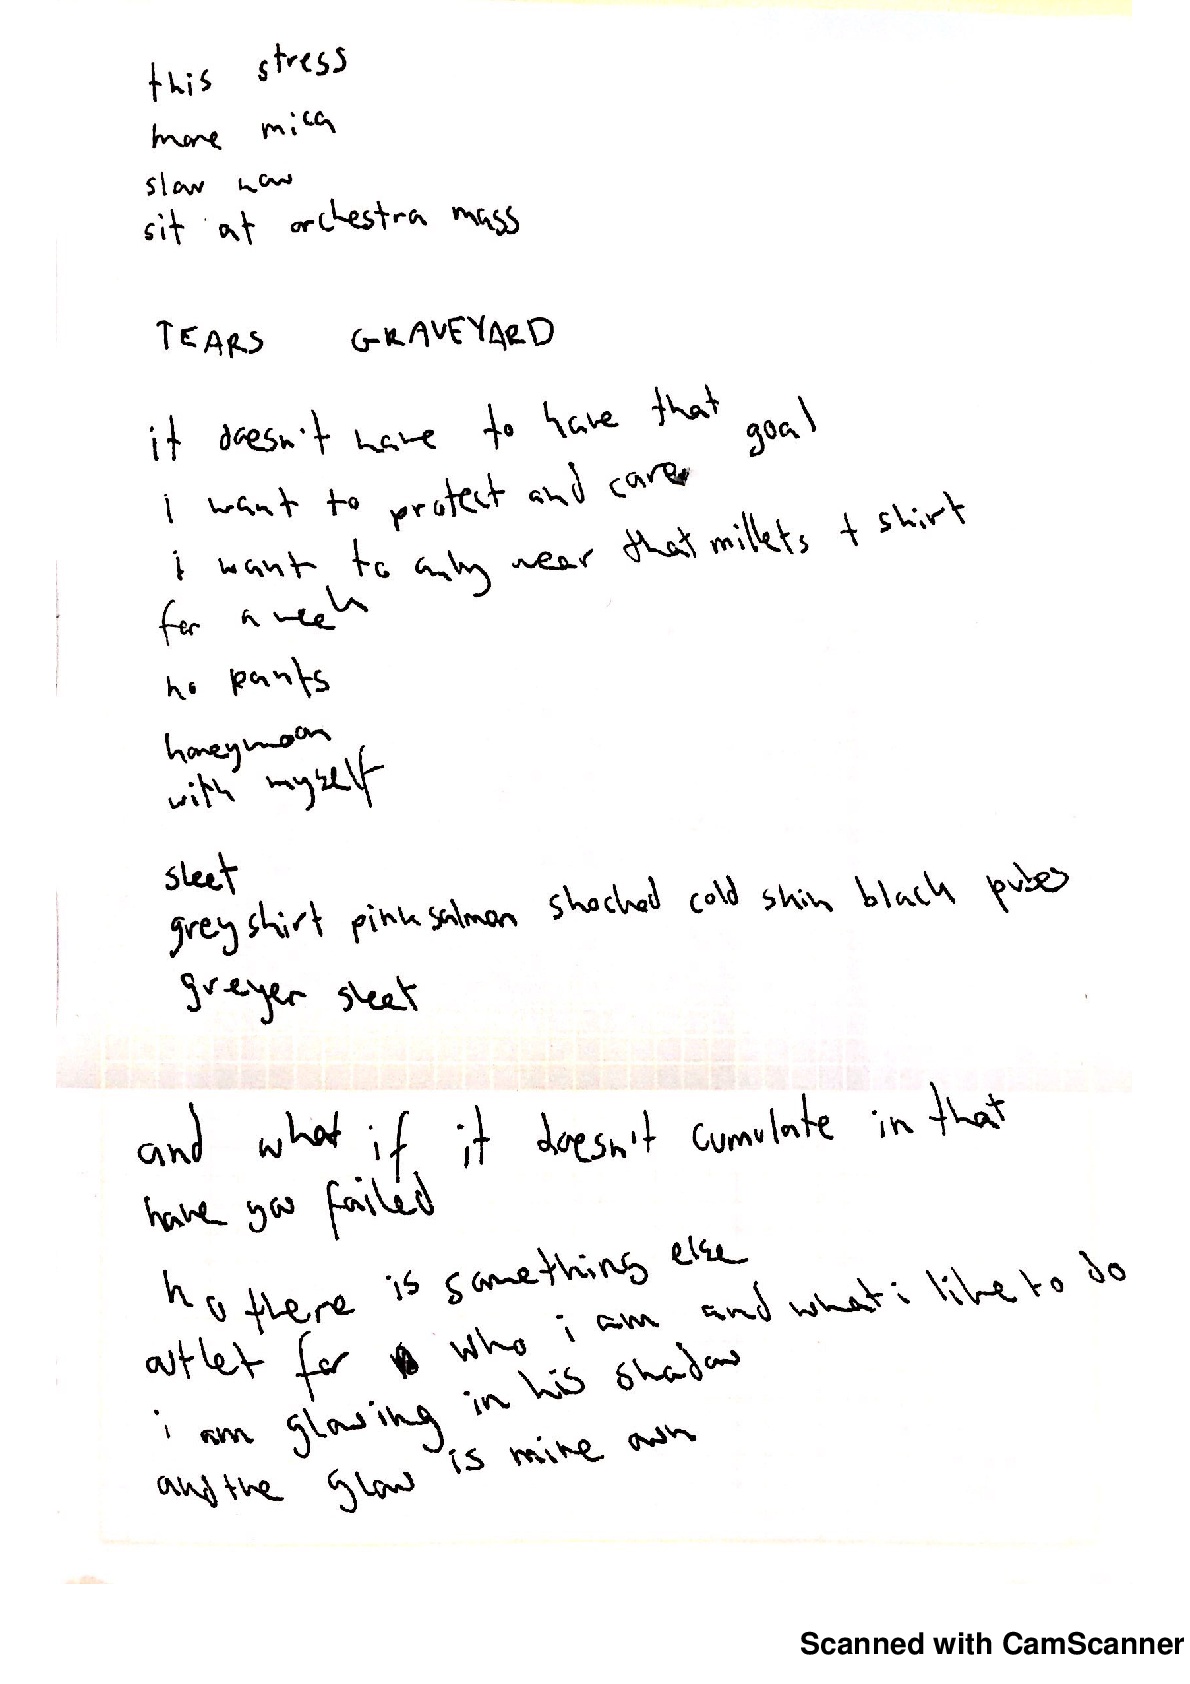 this stress
more mica
slow now
sit at orchestra mass
TEARS GRAVEYARD
it doesn't have to have that goal
i want to protect and care
i want to only wear that millets t shirt
for a week
no pants
honeymoon
with myself
sleet
grey shirt pink salmon shocked cold skin black pubes
greyer sleet
and what if it doesn't cumulate in that
have you failed
no there is something else
outlet for who i am and what i like to do
i am glowing in his shadow
and the glow is mine own
Scanned with CamScanner